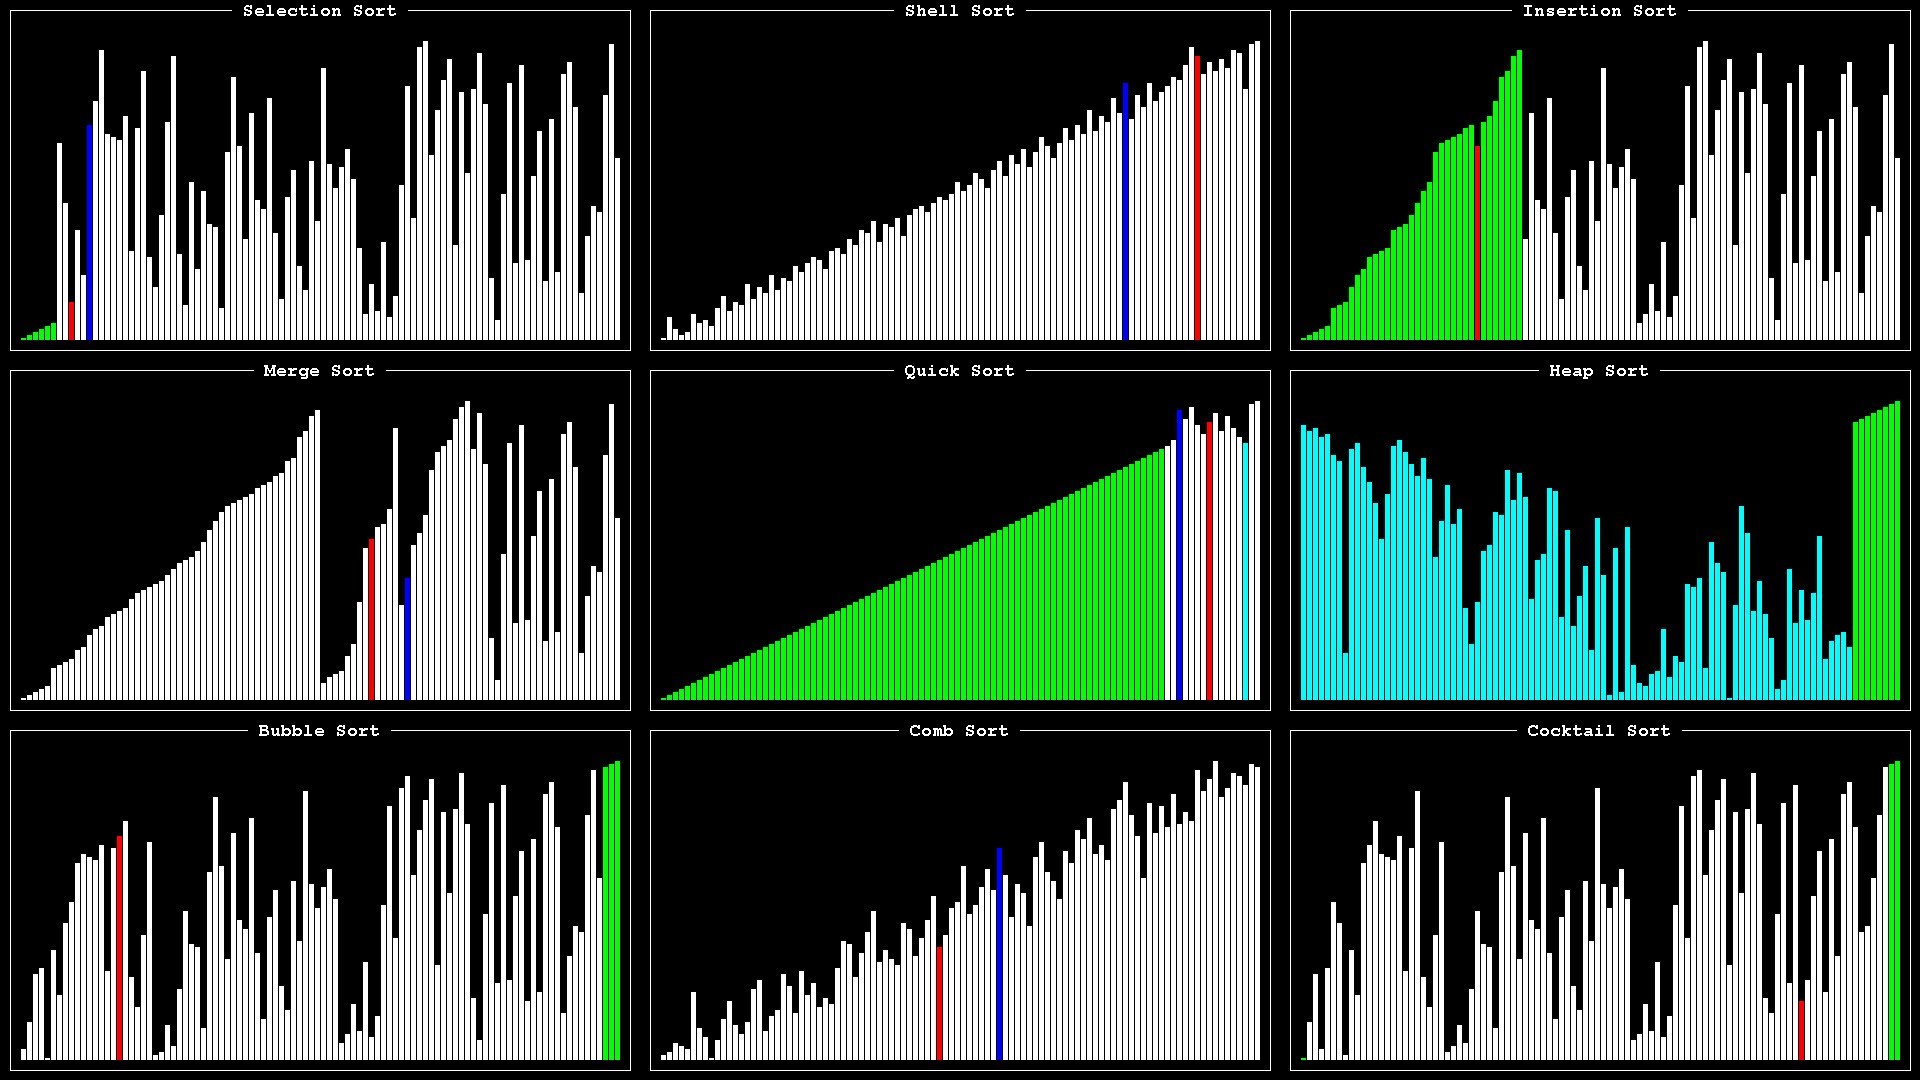 Selection Sort
Shell Sort
Insertion Sort
Merge Sort
Quick Sort
Heap Sort
Bubble Sort
Comb Sort
Cocktail Sort